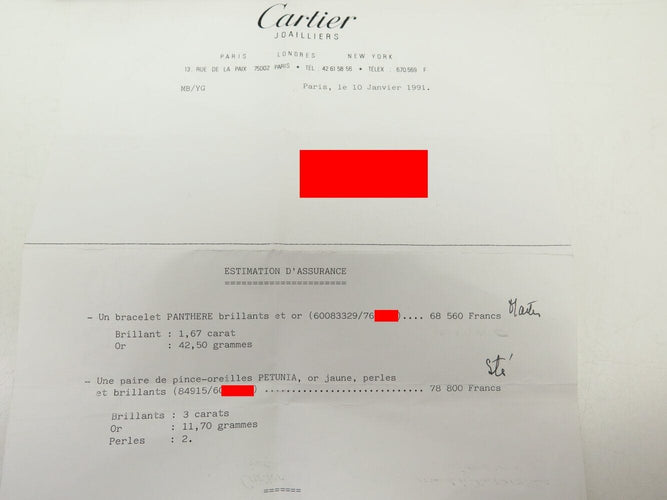 Cartier
JOAILLIERS
PARIS LONDRES NEW YORK
13, RUE DE LA PAIX 75002 PARIS • TEL : 42 61 58 56 • TELEX : 670 569 F
MB/YG Paris, le 10 Janvier 1991.
ESTIMATION D'ASSURANCE
=====================
- Un bracelet PANTHERE brillants et or (60083329/76 ).... 68 560 Francs
Brillant : 1,67 carat
Or : 42,50 grammes
Sté
- Une paire de pince-oreilles PETUNIA, or jaune, perles
et brillants (84915/60 ) ............................ 78 800 Francs
Brillants : 3 carats
Or : 11,70 grammes
Perles : 2.
=======